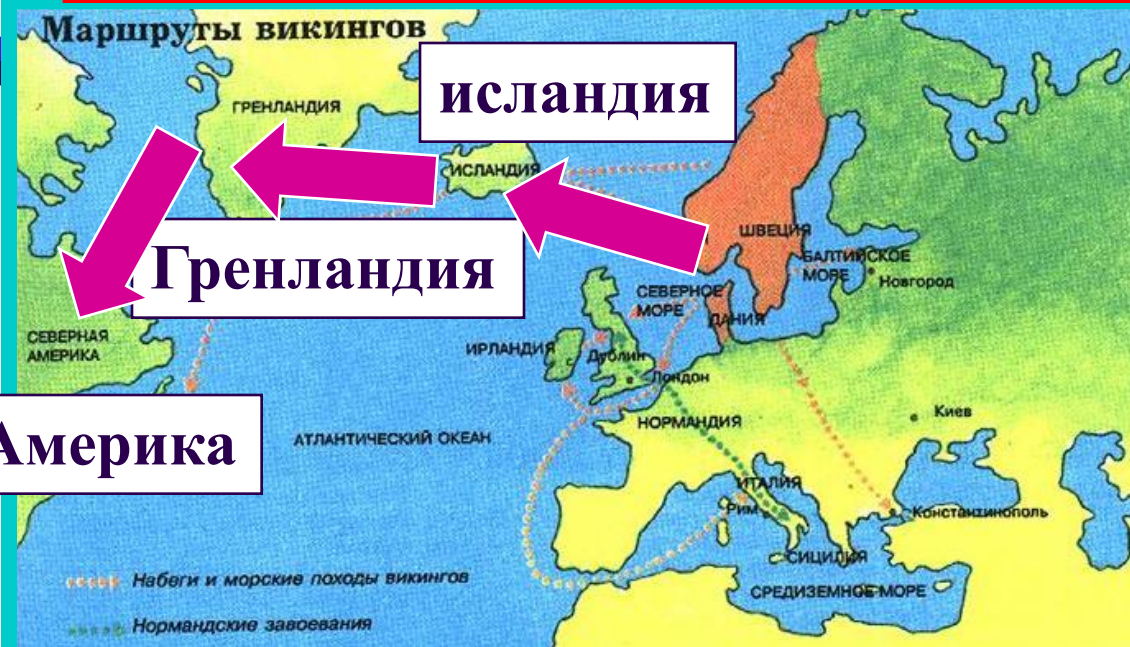 Маршруты викингов
исландия
ГРЕНЛАНДИЯ
ИСЛАНДИЯ
Гренландия
ШВЕЦИЯ
БАЛТИЙСКОЕ
МОРЕ
Новгород
СЕВЕРНОЕ
МОРЕ
ДАНИЯ
СЕВЕРНАЯ
АМЕРИКА
ИРЛАНДИЯ
Дублин
Лондон
Америка
АТЛАНТИЧЕСКИЙ ОКЕАН
НОРМАНДИЯ
Киев
ИТАЛИЯ
Рим
Константинополь
СИЦИЛИЯ
СРЕДИЗЕМНОЕ МОРЕ
Набеги и морские походы викингов
Нормандские завоевания